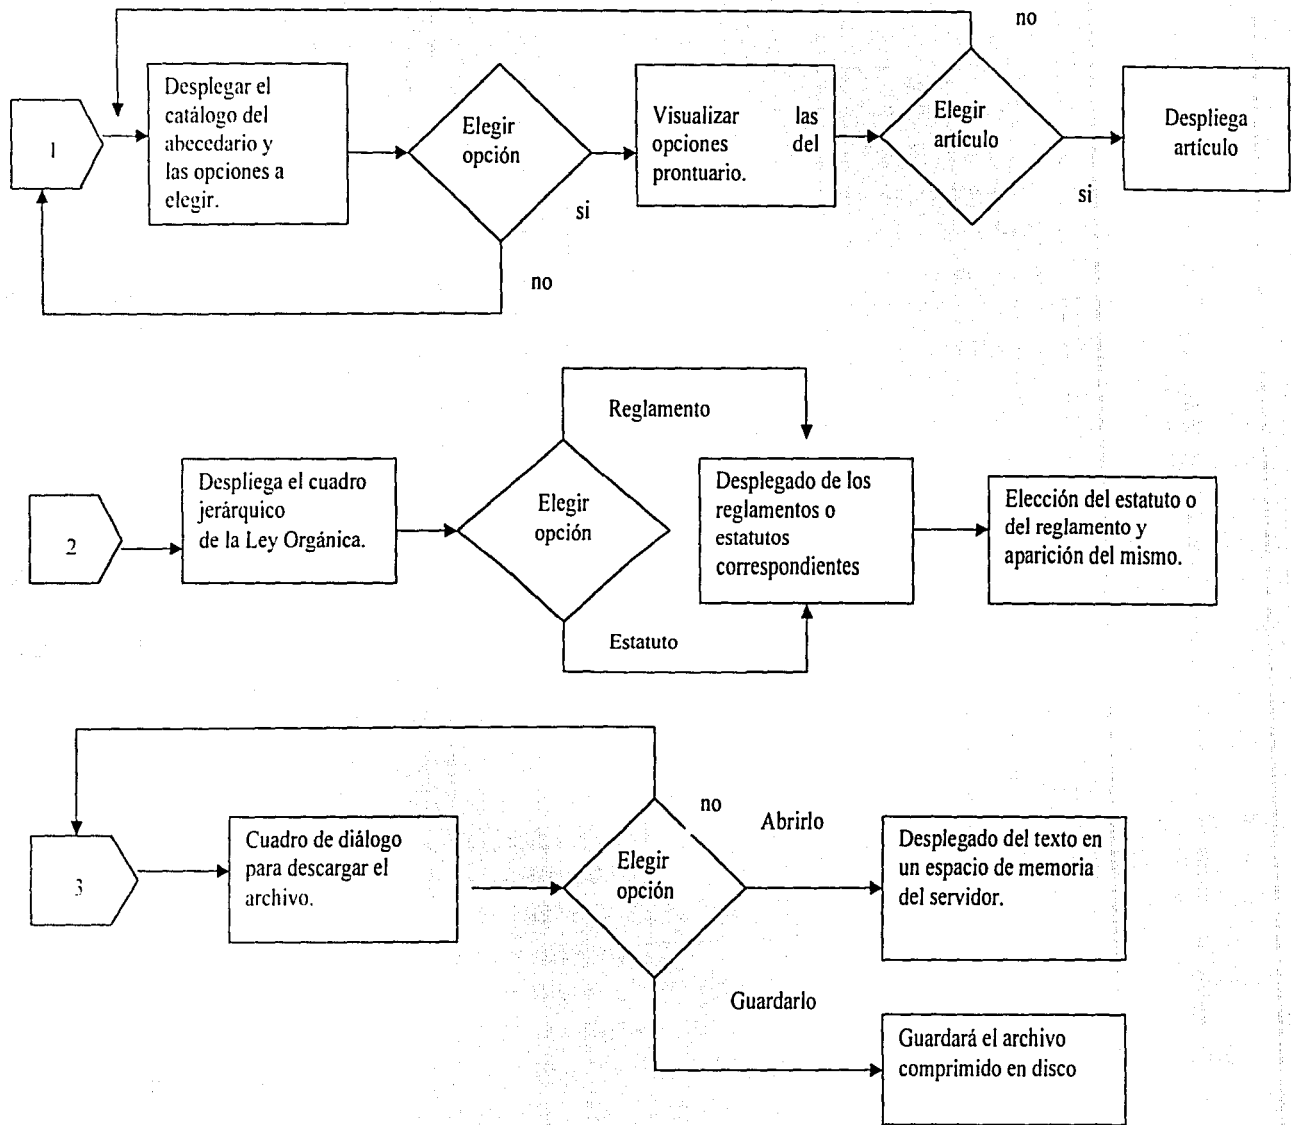 no
1
Desplegar el
catálogo del
abecedario y
las opciones a
elegir.
Elegir
opción
si
no
Visualizar las
opciones del
prontuario.
Elegir
artículo
si
Despliega
artículo
2
Despliega el cuadro
jerárquico
de la Ley Orgánica.
Elegir
opción
Reglamento
Estatuto
Desplegado de los
reglamentos o
estatutos
correspondientes
Elección del estatuto o
del reglamento y
aparición del mismo.
3
Cuadro de diálogo
para descargar el
archivo.
Elegir
opción
no
Abrirlo
Desplegado del texto en
un espacio de memoria
del servidor.
Guardarlo
Guardará el archivo
comprimido en disco